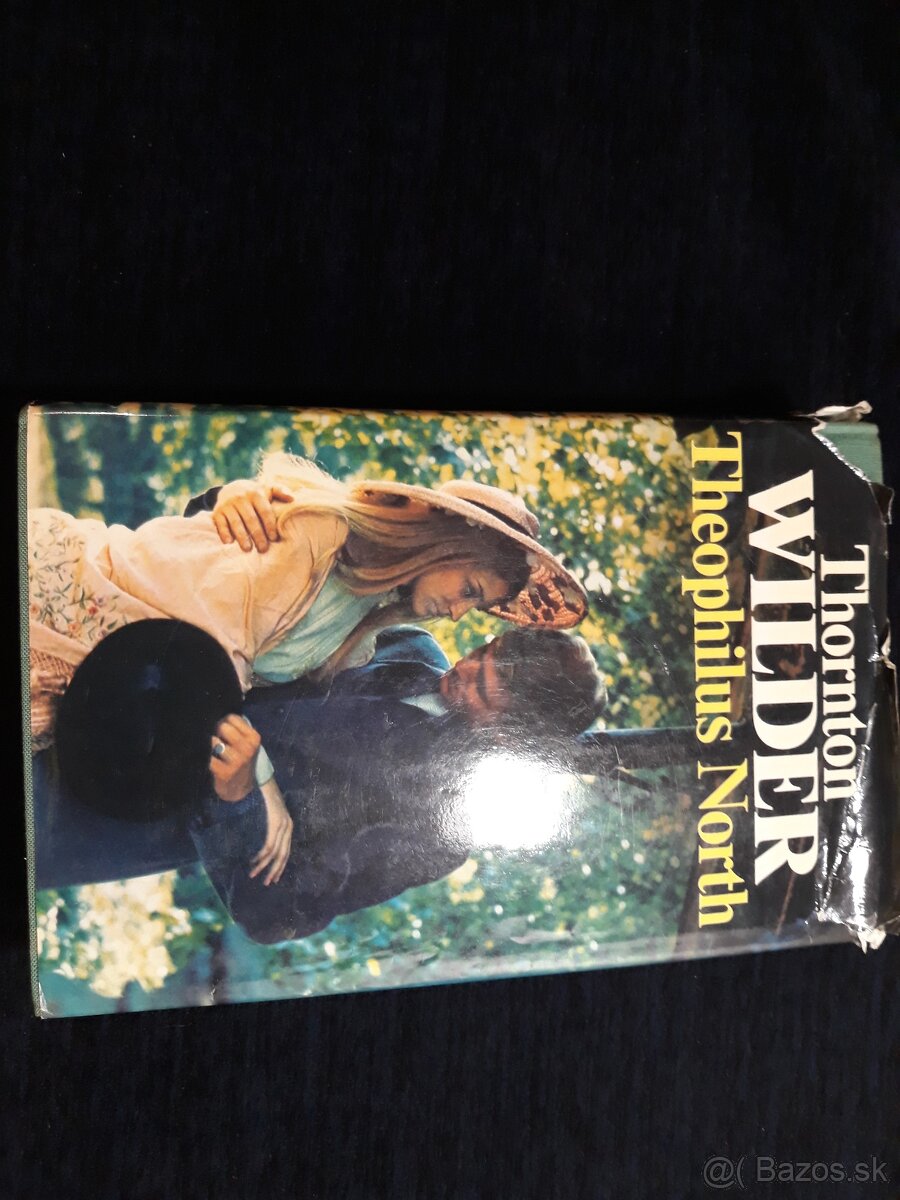 Thornton
WILDER
Theophilus North
@( Bazos.sk